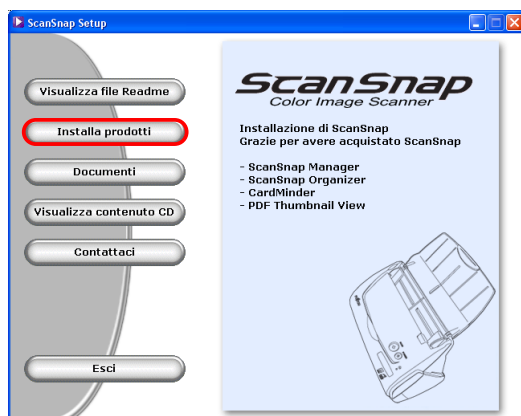 ScanSnap Setup
Visualizza file Readme
Installa prodotti
Documenti
Visualizza contenuto CD
Contattaci
Esci
ScanSnap
Color Image Scanner
Installazione di ScanSnap
Grazie per avere acquistato ScanSnap
- ScanSnap Manager
- ScanSnap Organizer
- CardMinder
- PDF Thumbnail View